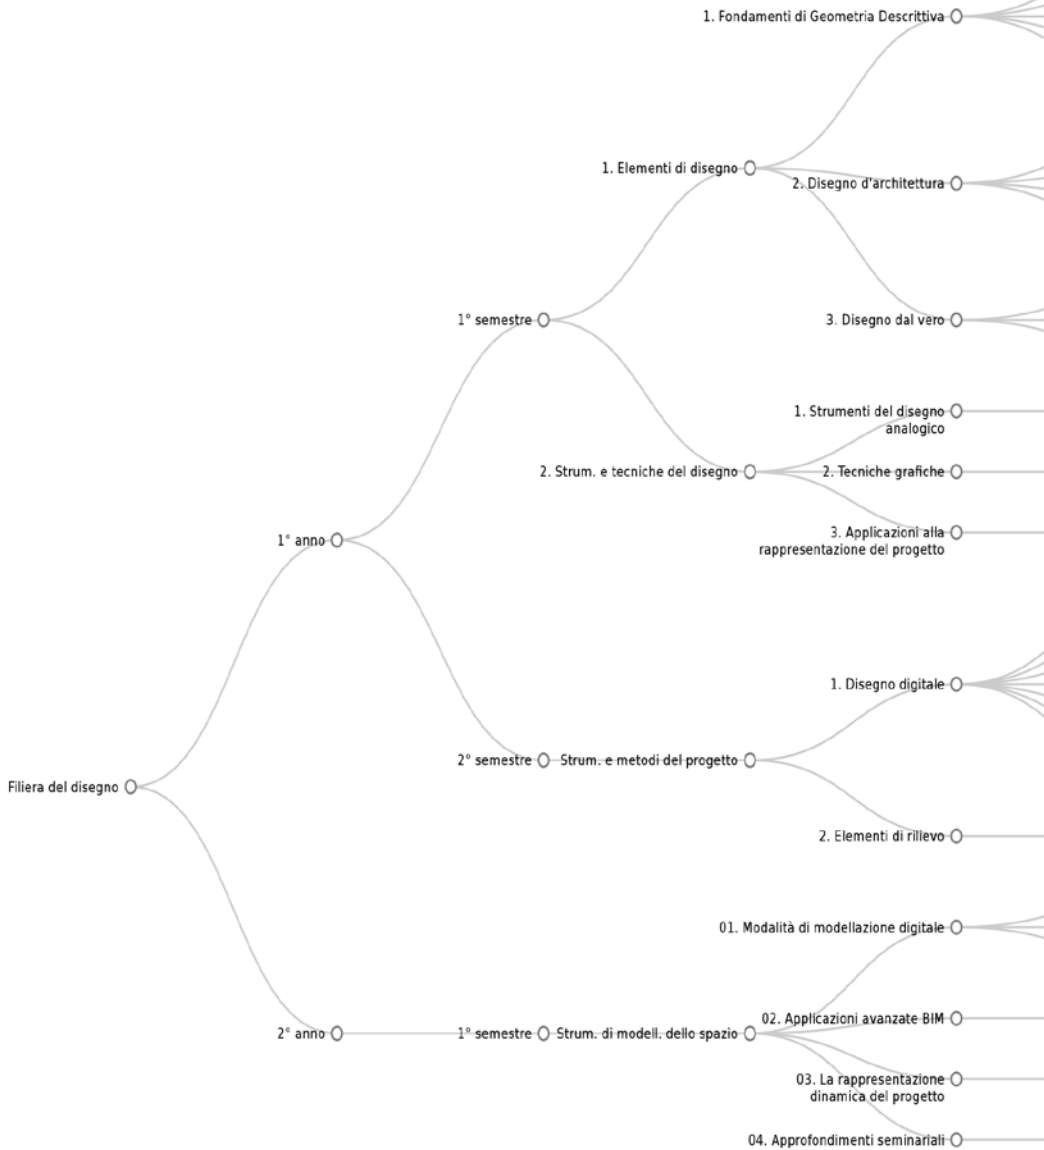 1. Fondamenti di Geometria Descrittiva
1. Elementi di disegno
2. Disegno d'architettura
1° semestre
3. Disegno dal vero
1. Strumenti del disegno
analogico
2. Strum. e tecniche del disegno
2. Tecniche grafiche
1° anno
3. Applicazioni alla
rappresentazione del progetto
1. Disegno digitale
2° semestre
Strum. e metodi del progetto
Filiera del disegno
2. Elementi di rilievo
01. Modalità di modellazione digitale
02. Applicazioni avanzate BIM
2° anno
1° semestre
Strum. di modell. dello spazio
03. La rappresentazione
dinamica del progetto
04. Approfondimenti seminariali